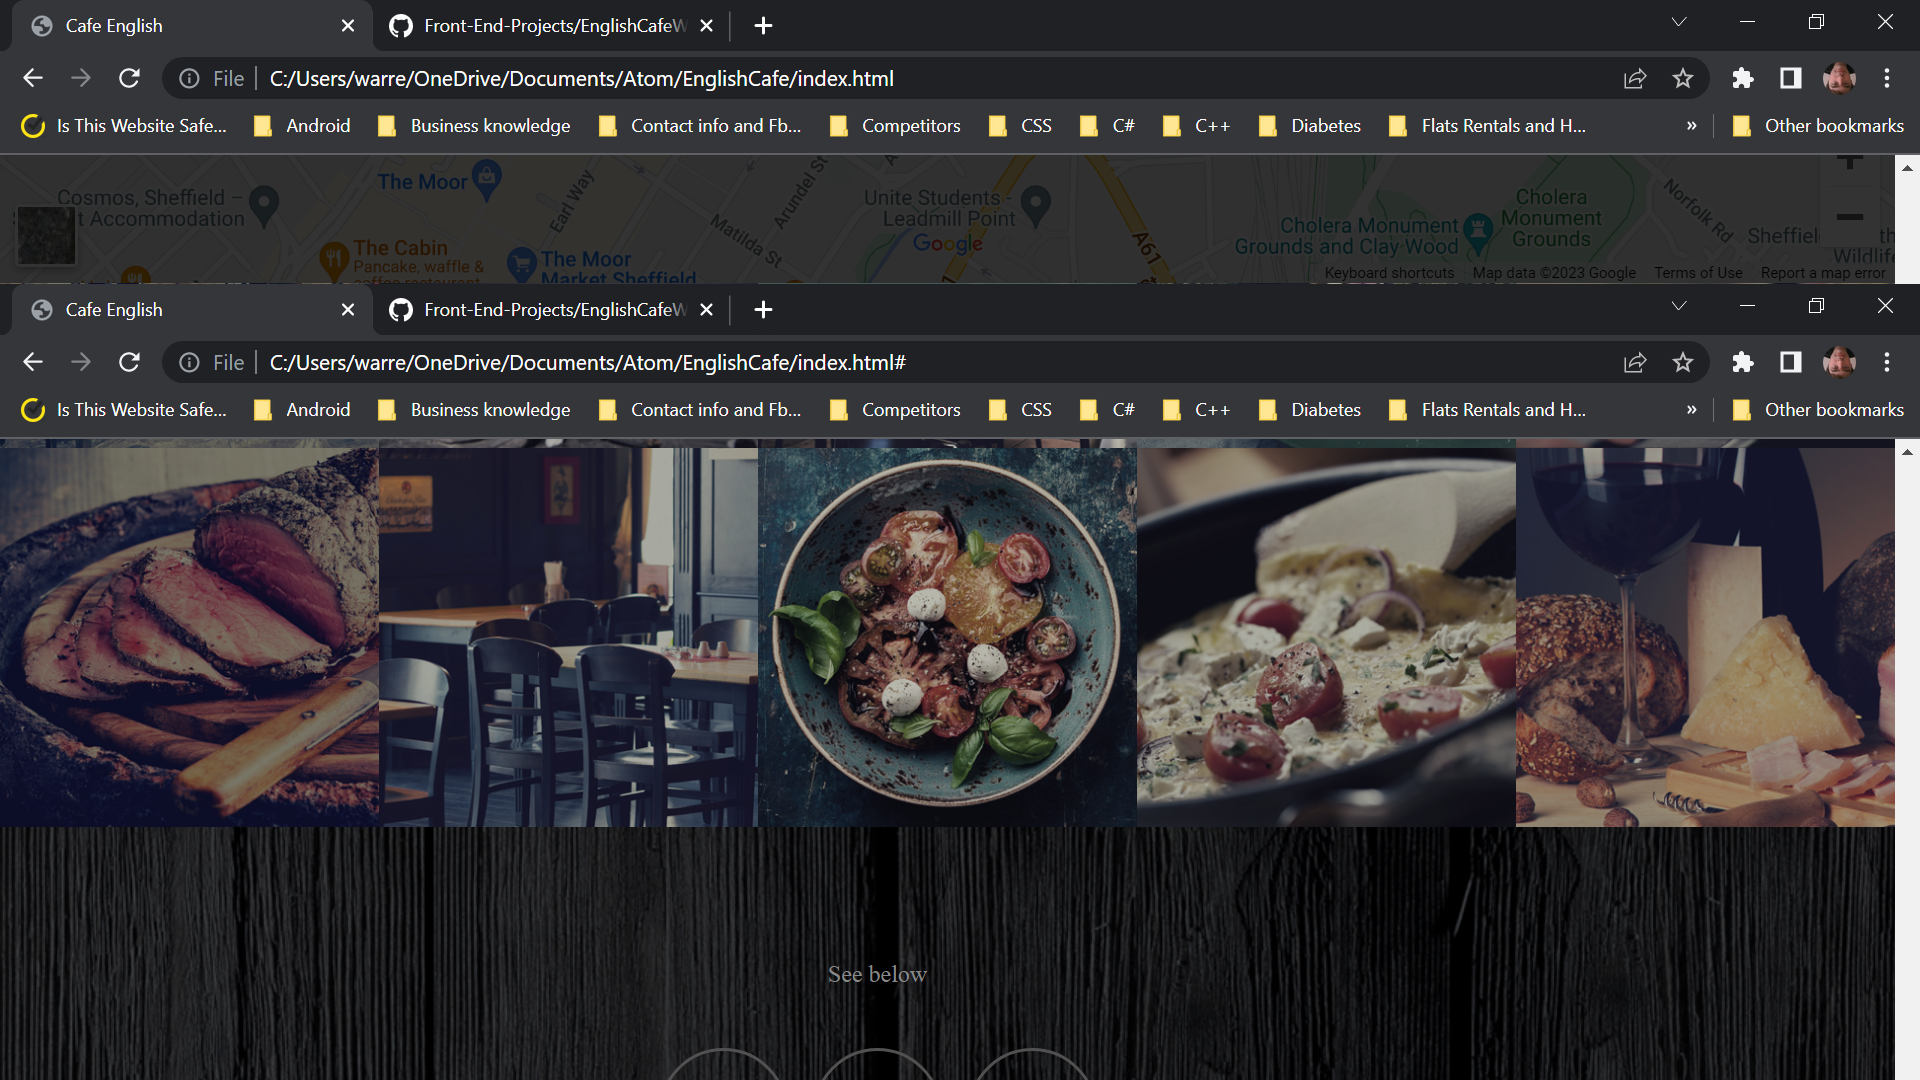 Cafe English
Front-End-Projects/EnglishCafeW
File
C:/Users/warre/OneDrive/Documents/Atom/EnglishCafe/index.html
Is This Website Safe...
Android
Business knowledge
Contact info and Fb...
Competitors
CSS
C#
C++
Diabetes
Flats Rentals and H...
»
Other bookmarks
Cosmos, Sheffield –
t Accommodation
The Moor
Earl Way
Arundel St
Matilda St
Unite Students -
Leadmill Point
Google
A61
Cholera Monument
Grounds and Clay Wood
Cholera
Monument
Grounds
Norfolk Rd
The Cabin
Pancake, waffle &
coffee restaurant
The Moor
Market Sheffield
Keyboard shortcuts
Map data ©2023 Google
Terms of Use
Report a map error
Cafe English
Front-End-Projects/EnglishCafeW
File
C:/Users/warre/OneDrive/Documents/Atom/EnglishCafe/index.html#
Is This Website Safe...
Android
Business knowledge
Contact info and Fb...
Competitors
CSS
C#
C++
Diabetes
Flats Rentals and H...
»
Other bookmarks
See below